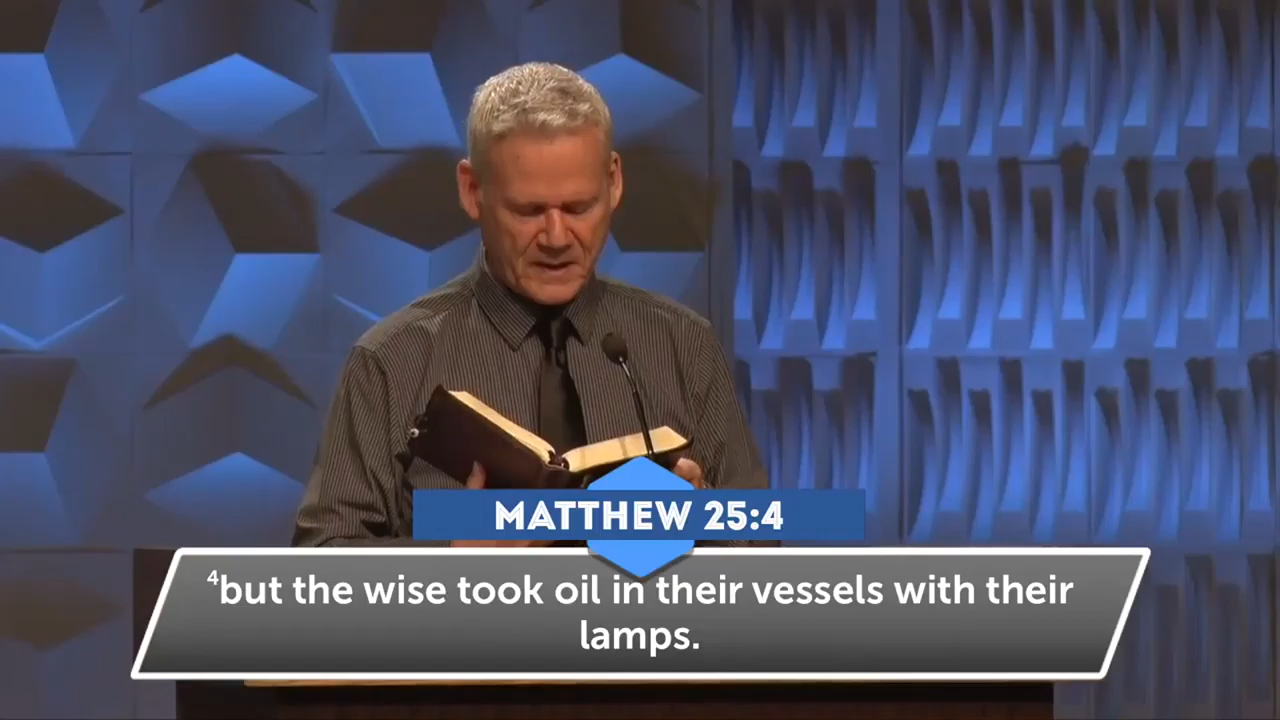 MATTHEW 25:4
⁴but the wise took oil in their vessels with their
lamps.